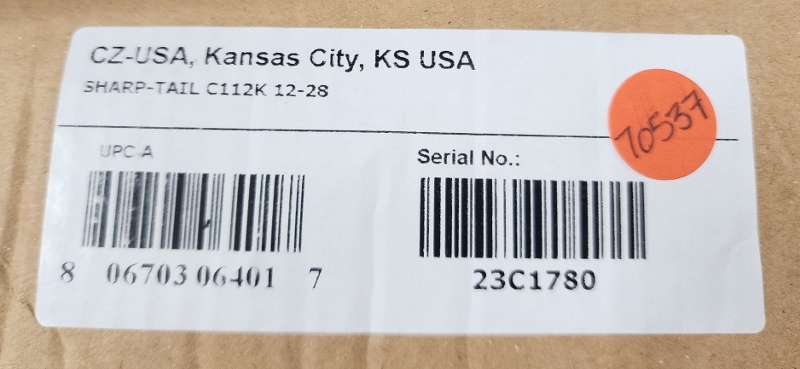 CZ-USA, Kansas City, KS USA
SHARP-TAIL C112K 12-28
70537
UPC-A
Serial No.:
8 06703 06401 7
23C1780